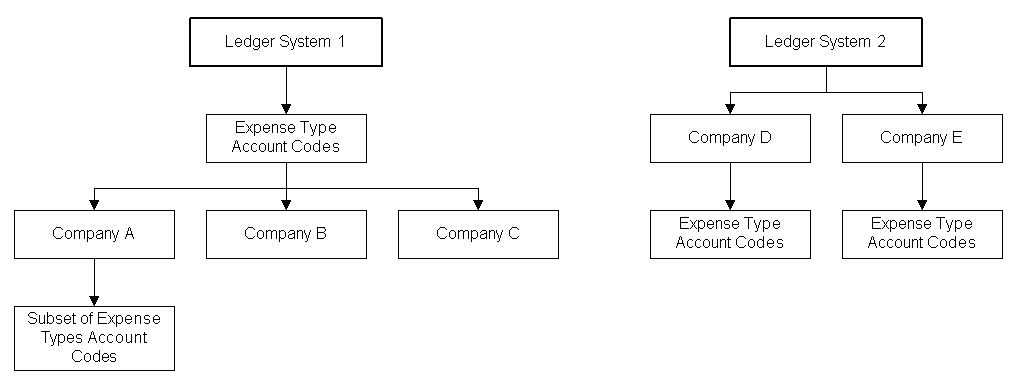 Ledger System 1
Ledger System 2
Expense Type
Account Codes
Company D
Company E
Company A
Company B
Company C
Expense Type
Account Codes
Expense Type
Account Codes
Subset of Expense
Types Account
Codes